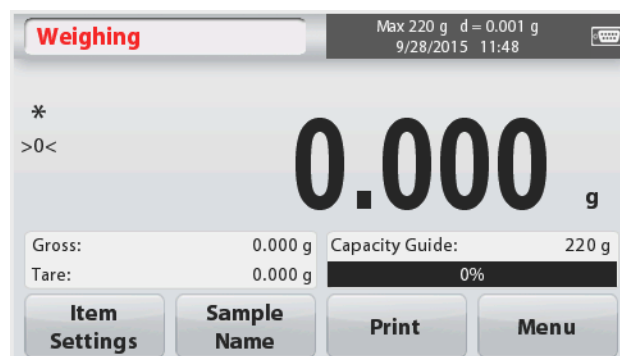 Weighing
Max 220 g d = 0.001 g
9/28/2015 11:48
*
>0<
0.000 g
Gross: 0.000 g
Tare: 0.000 g
Capacity Guide: 220 g
0%
Item Settings
Sample Name
Print
Menu